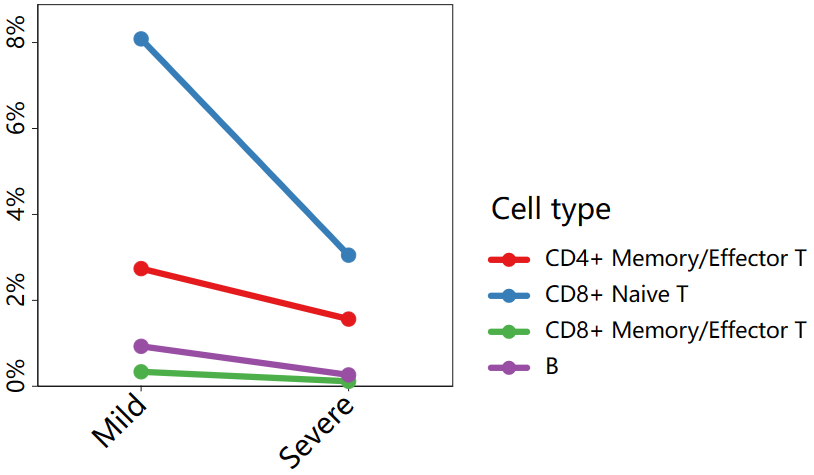 8%
6%
4%
2%
0%
Mild
Severe
Cell type
CD4+ Memory/Effector T
CD8+ Naive T
CD8+ Memory/Effector T
B